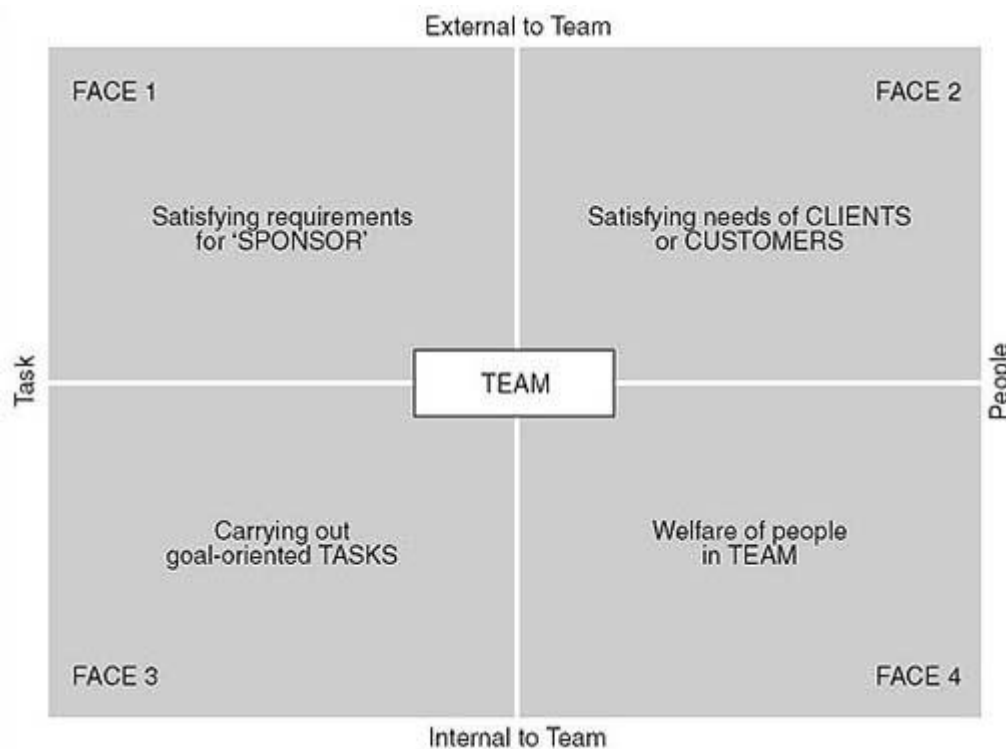 External to Team
FACE 1
FACE 2
Satisfying requirements
for ‘SPONSOR’
Satisfying needs of CLIENTS
or CUSTOMERS
Task
TEAM
People
Carrying out
goal-oriented TASKS
Welfare of people
in TEAM
FACE 3
FACE 4
Internal to Team